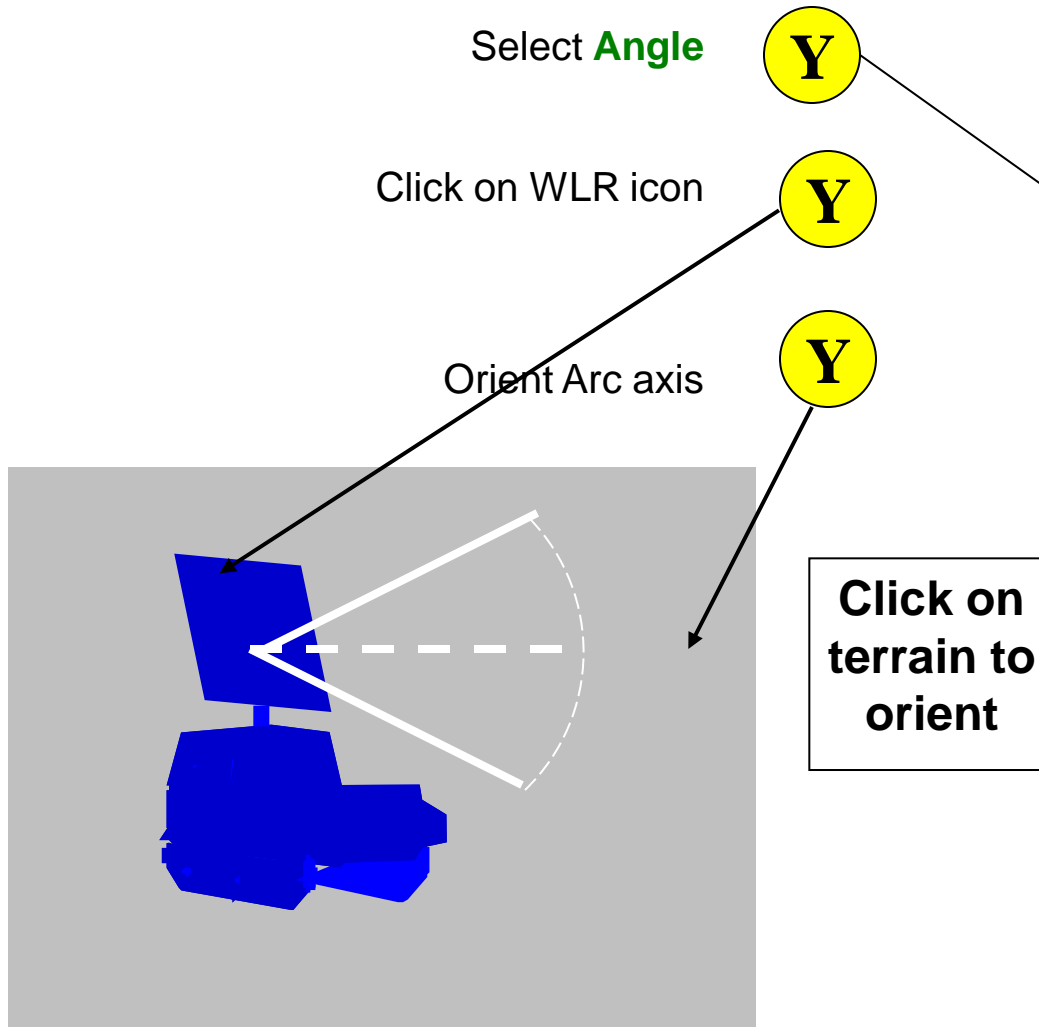 Select Angle Y
Click on WLR icon Y
Orient Arc axis Y
Click on
terrain to
orient